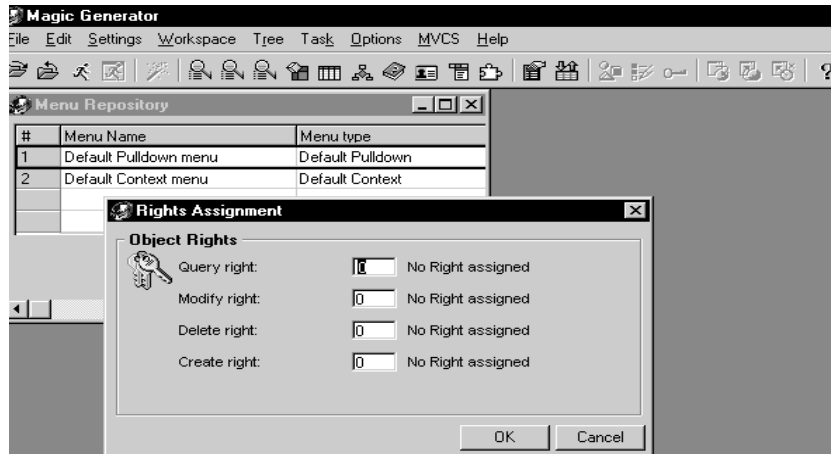 Magic Generator
File Edit Settings Workspace Tree Task Options MVCS Help
Menu Repository
# Menu Name Menu type
1 Default Pulldown menu Default Pulldown
2 Default Context menu Default Context
Rights Assignment
Object Rights
Query right: 0 No Right assigned
Modify right: 0 No Right assigned
Delete right: 0 No Right assigned
Create right: 0 No Right assigned
OK Cancel